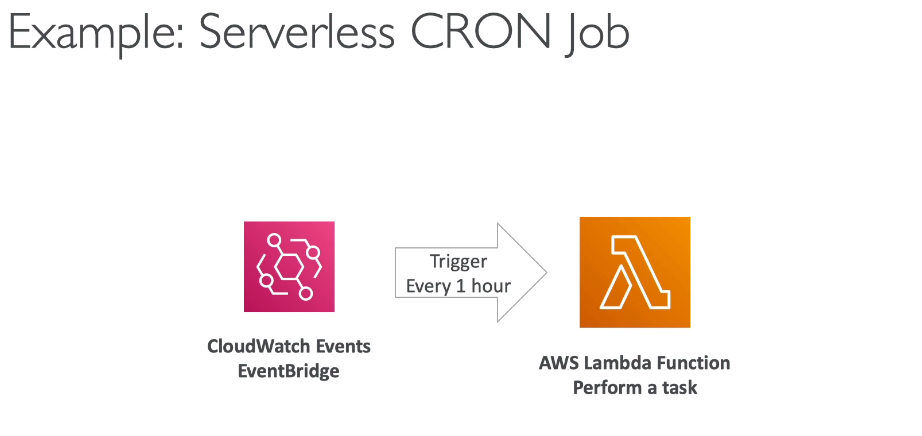 Example: Serverless CRON Job
Trigger
Every 1 hour
CloudWatch Events
EventBridge
AWS Lambda Function
Perform a task